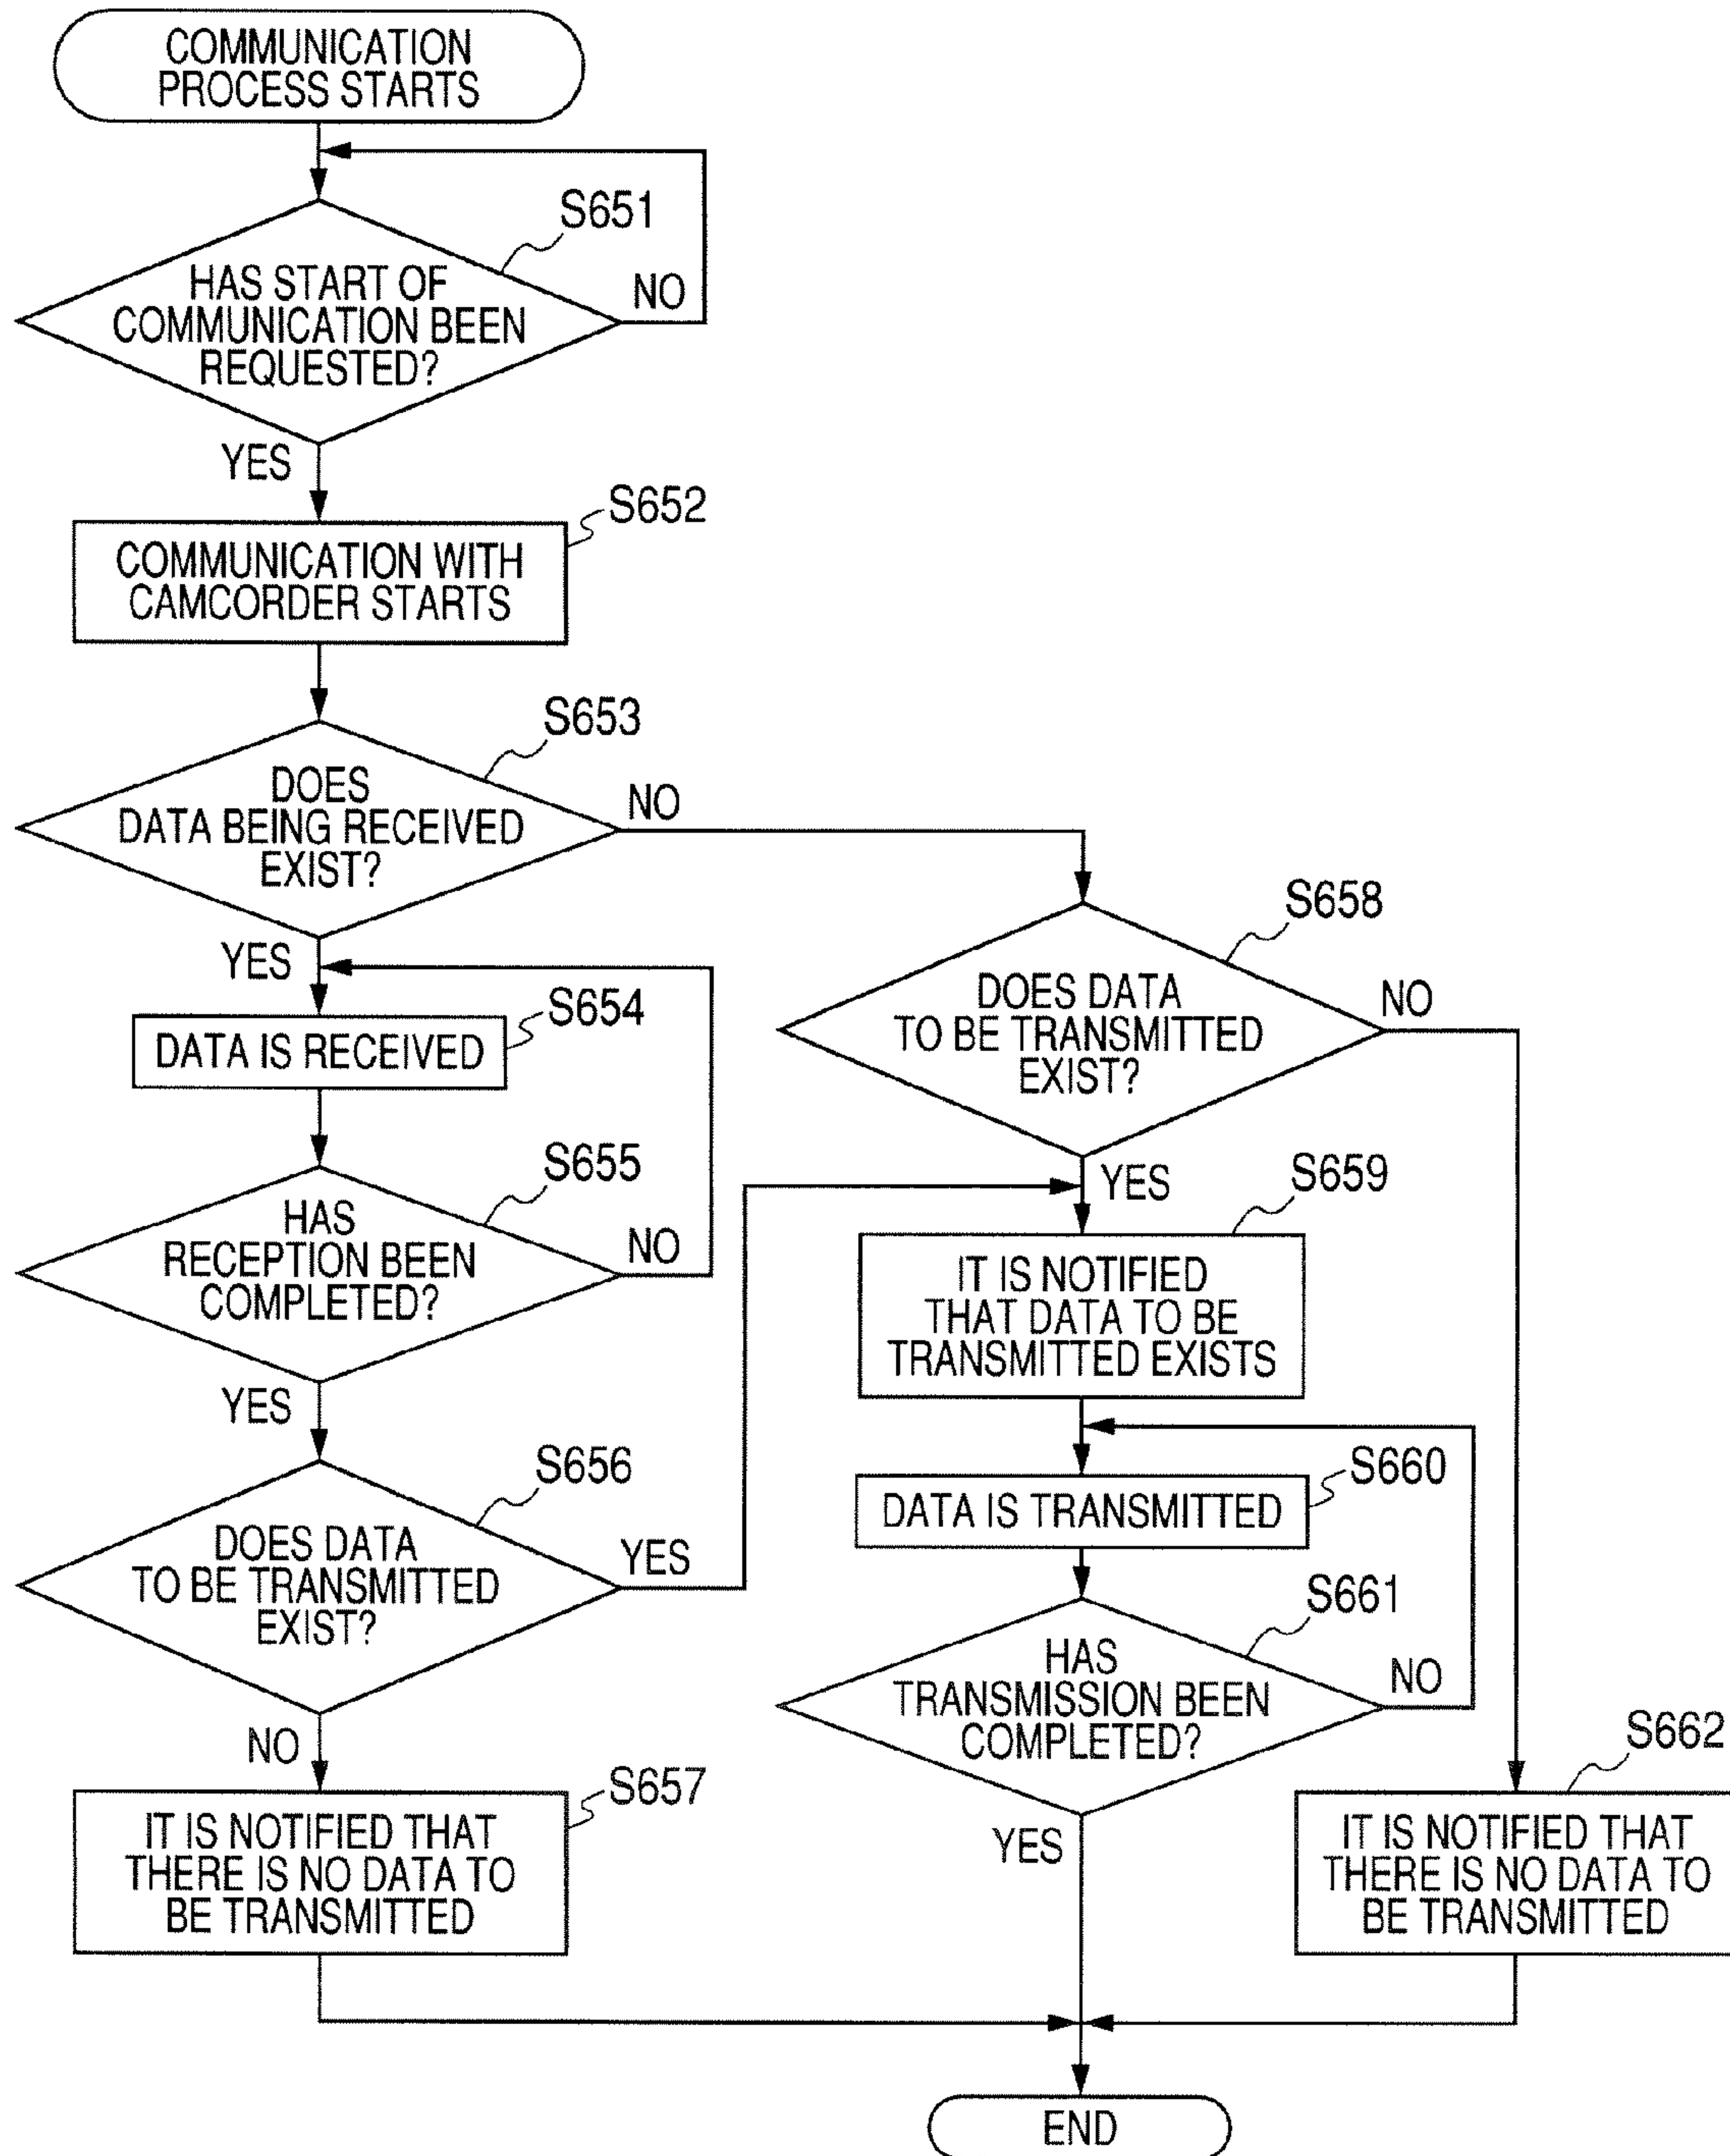 COMMUNICATION
PROCESS STARTS
S651
HAS START OF
COMMUNICATION BEEN
REQUESTED?
NO
YES
S652
COMMUNICATION WITH
CAMCORDER STARTS
S653
DOES
DATA BEING RECEIVED
EXIST?
NO
YES
S654
DATA IS RECEIVED
S655
HAS
RECEPTION BEEN
COMPLETED?
NO
YES
S656
DOES DATA
TO BE TRANSMITTED
EXIST?
YES
NO
S657
IT IS NOTIFIED THAT
THERE IS NO DATA TO
BE TRANSMITTED
S658
DOES DATA
TO BE TRANSMITTED
EXIST?
NO
YES
S659
IT IS NOTIFIED
THAT DATA TO BE
TRANSMITTED EXISTS
S660
DATA IS TRANSMITTED
S661
HAS
TRANSMISSION BEEN
COMPLETED?
NO
YES
S662
IT IS NOTIFIED THAT
THERE IS NO DATA TO
BE TRANSMITTED
END